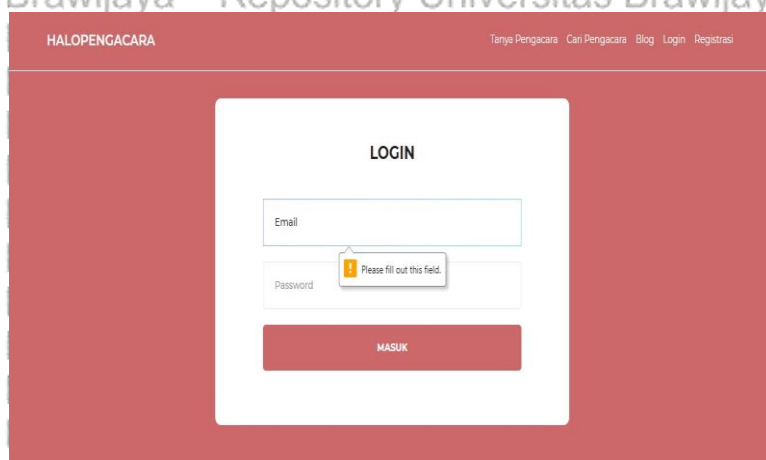 Brawijaya Repository Universitas Brawijaya
HALOPENGACARA
Tanya Pengacara Cari Pengacara Blog Login Registrasi
LOGIN
Email
! Please fill out this field.
Password
MASUK